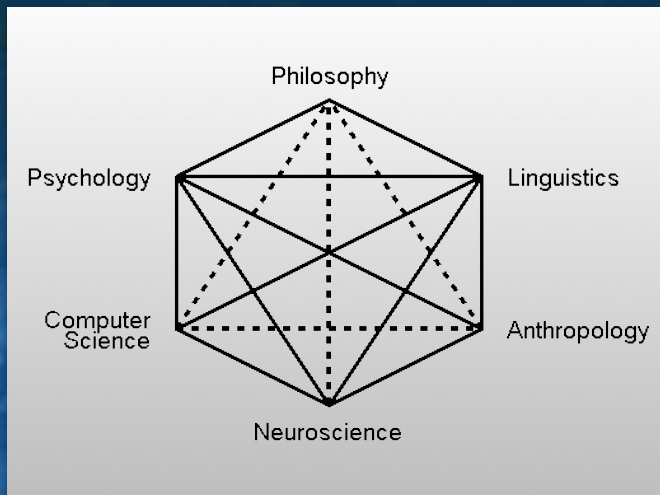 Philosophy
Psychology
Linguistics
Computer
Science
Anthropology
Neuroscience